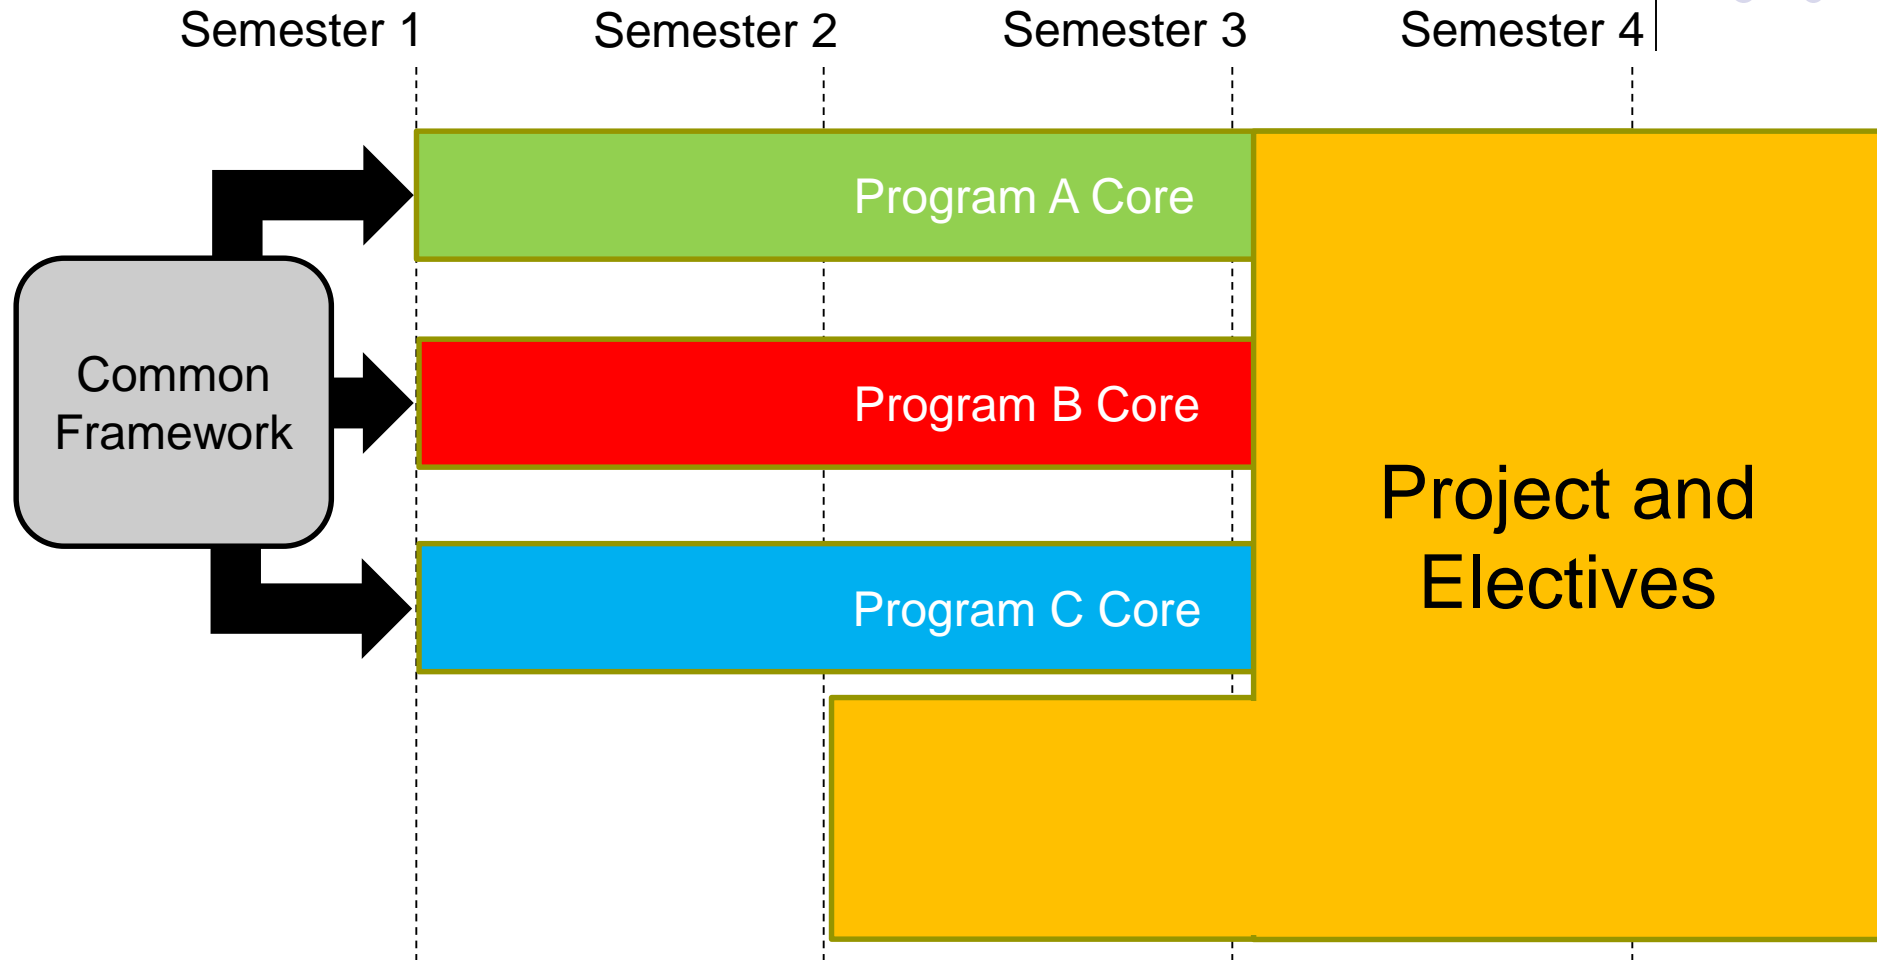 Semester 1
Semester 2
Semester 3
Semester 4
Program A Core
Common
Framework
Program B Core
Project and
Electives
Program C Core